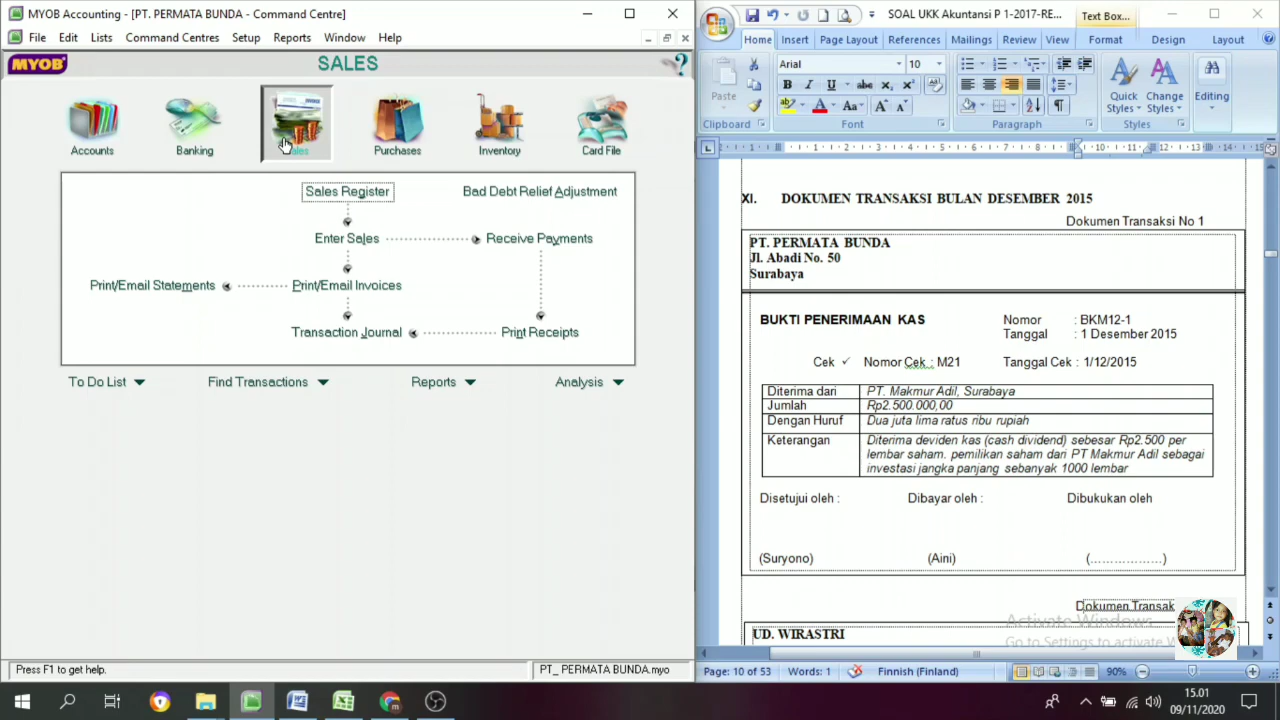 MYOB Accounting - [PT. PERMATA BUNDA - Command Centre]
File Edit Lists Command Centres Setup Reports Window Help
MYOB
SALES
Accounts Banking Sales Purchases Inventory Card File
Sales Register
Bad Debt Relief Adjustment
Enter Sales
Receive Payments
Print/Email Statements
Print/Email Invoices
Transaction Journal
Print Receipts
To Do List
Find Transactions
Reports
Analysis
Press F1 to get help.
PT_ PERMATA BUNDA.myo
SOAL UKK Akuntansi P 1-2017-RE...
Text Box...
Home Insert Page Layout References Mailings Review View Format Design Layout
Arial
10
Paste
Quick Styles
Change Styles
Editing
Clipboard Font Paragraph Styles
XI. DOKUMEN TRANSAKSI BULAN DESEMBER 2015
Dokumen Transaksi No 1
PT. PERMATA BUNDA
Jl. Abadi No. 50
Surabaya
BUKTI PENERIMAAN KAS
Nomor : BKM12-1
Tanggal : 1 Desember 2015
Cek ✓ Nomor Cek : M21 Tanggal Cek : 1/12/2015
Diterima dari PT. Makmur Adil, Surabaya
Jumlah Rp2.500.000,00
Dengan Huruf Dua juta lima ratus ribu rupiah
Keterangan Diterima deviden kas (cash dividend) sebesar Rp2.500 per
lembar saham. pemilikan saham dari PT Makmur Adil sebagai
investasi jangka panjang sebanyak 1000 lembar
Disetujui oleh : Dibayar oleh : Dibukukan oleh
(Suryono) (Aini) (………………)
Dokumen Transak
Activate Windows
Go to Settings to activate W
UD. WIRASTRI
Page: 10 of 53 Words: 1 Finnish (Finland) 90%
15.01
09/11/2020